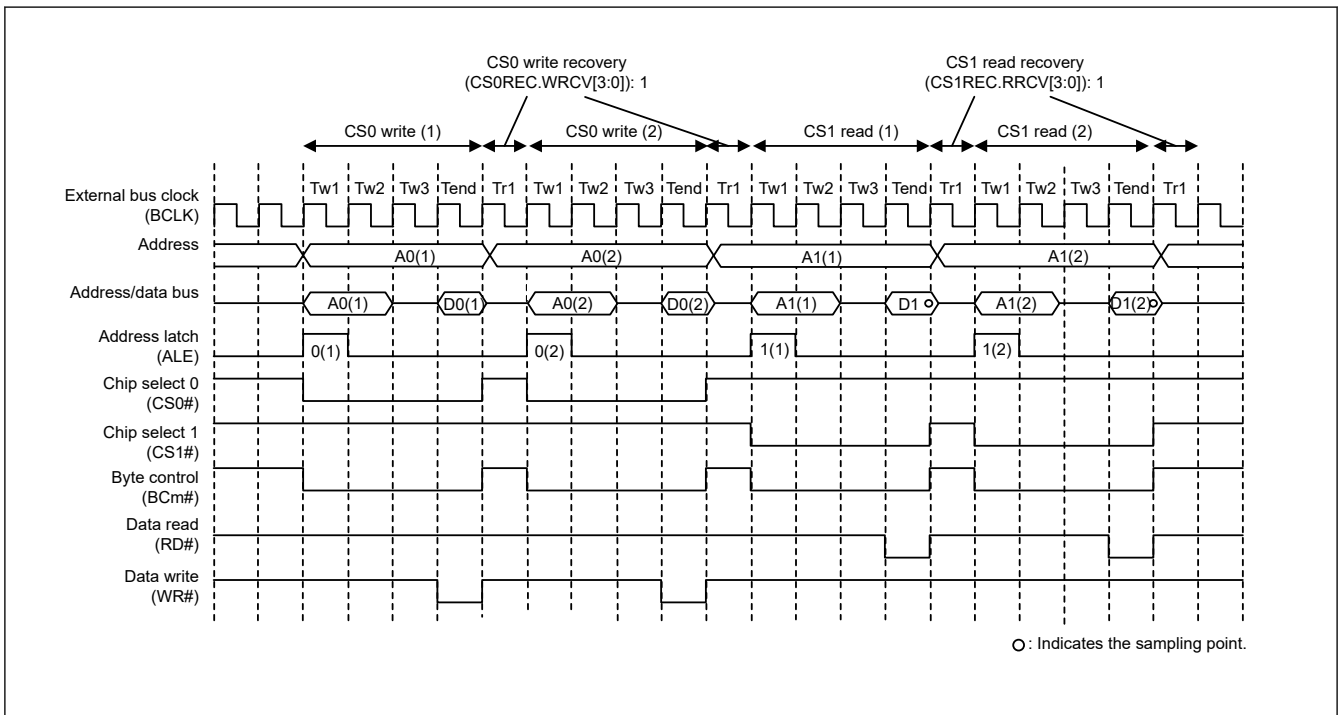 CS0 write recovery
(CS0REC.WRCV[3:0]): 1
CS1 read recovery
(CS1REC.RRCV[3:0]): 1
CS0 write (1) CS0 write (2) CS1 read (1) CS1 read (2)
Tw1 Tw2 Tw3 Tend Tr1 Tw1 Tw2 Tw3 Tend Tr1 Tw1 Tw2 Tw3 Tend Tr1 Tw1 Tw2 Tw3 Tend Tr1
External bus clock
(BCLK)
Address A0(1) A0(2) A1(1) A1(2)
Address/data bus A0(1) D0(1) A0(2) D0(2) A1(1) D1 A1(2) D1(2)
Address latch
(ALE) 0(1) 0(2) 1(1) 1(2)
Chip select 0
(CS0#)
Chip select 1
(CS1#)
Byte control
(BCm#)
Data read
(RD#)
Data write
(WR#)
: Indicates the sampling point.